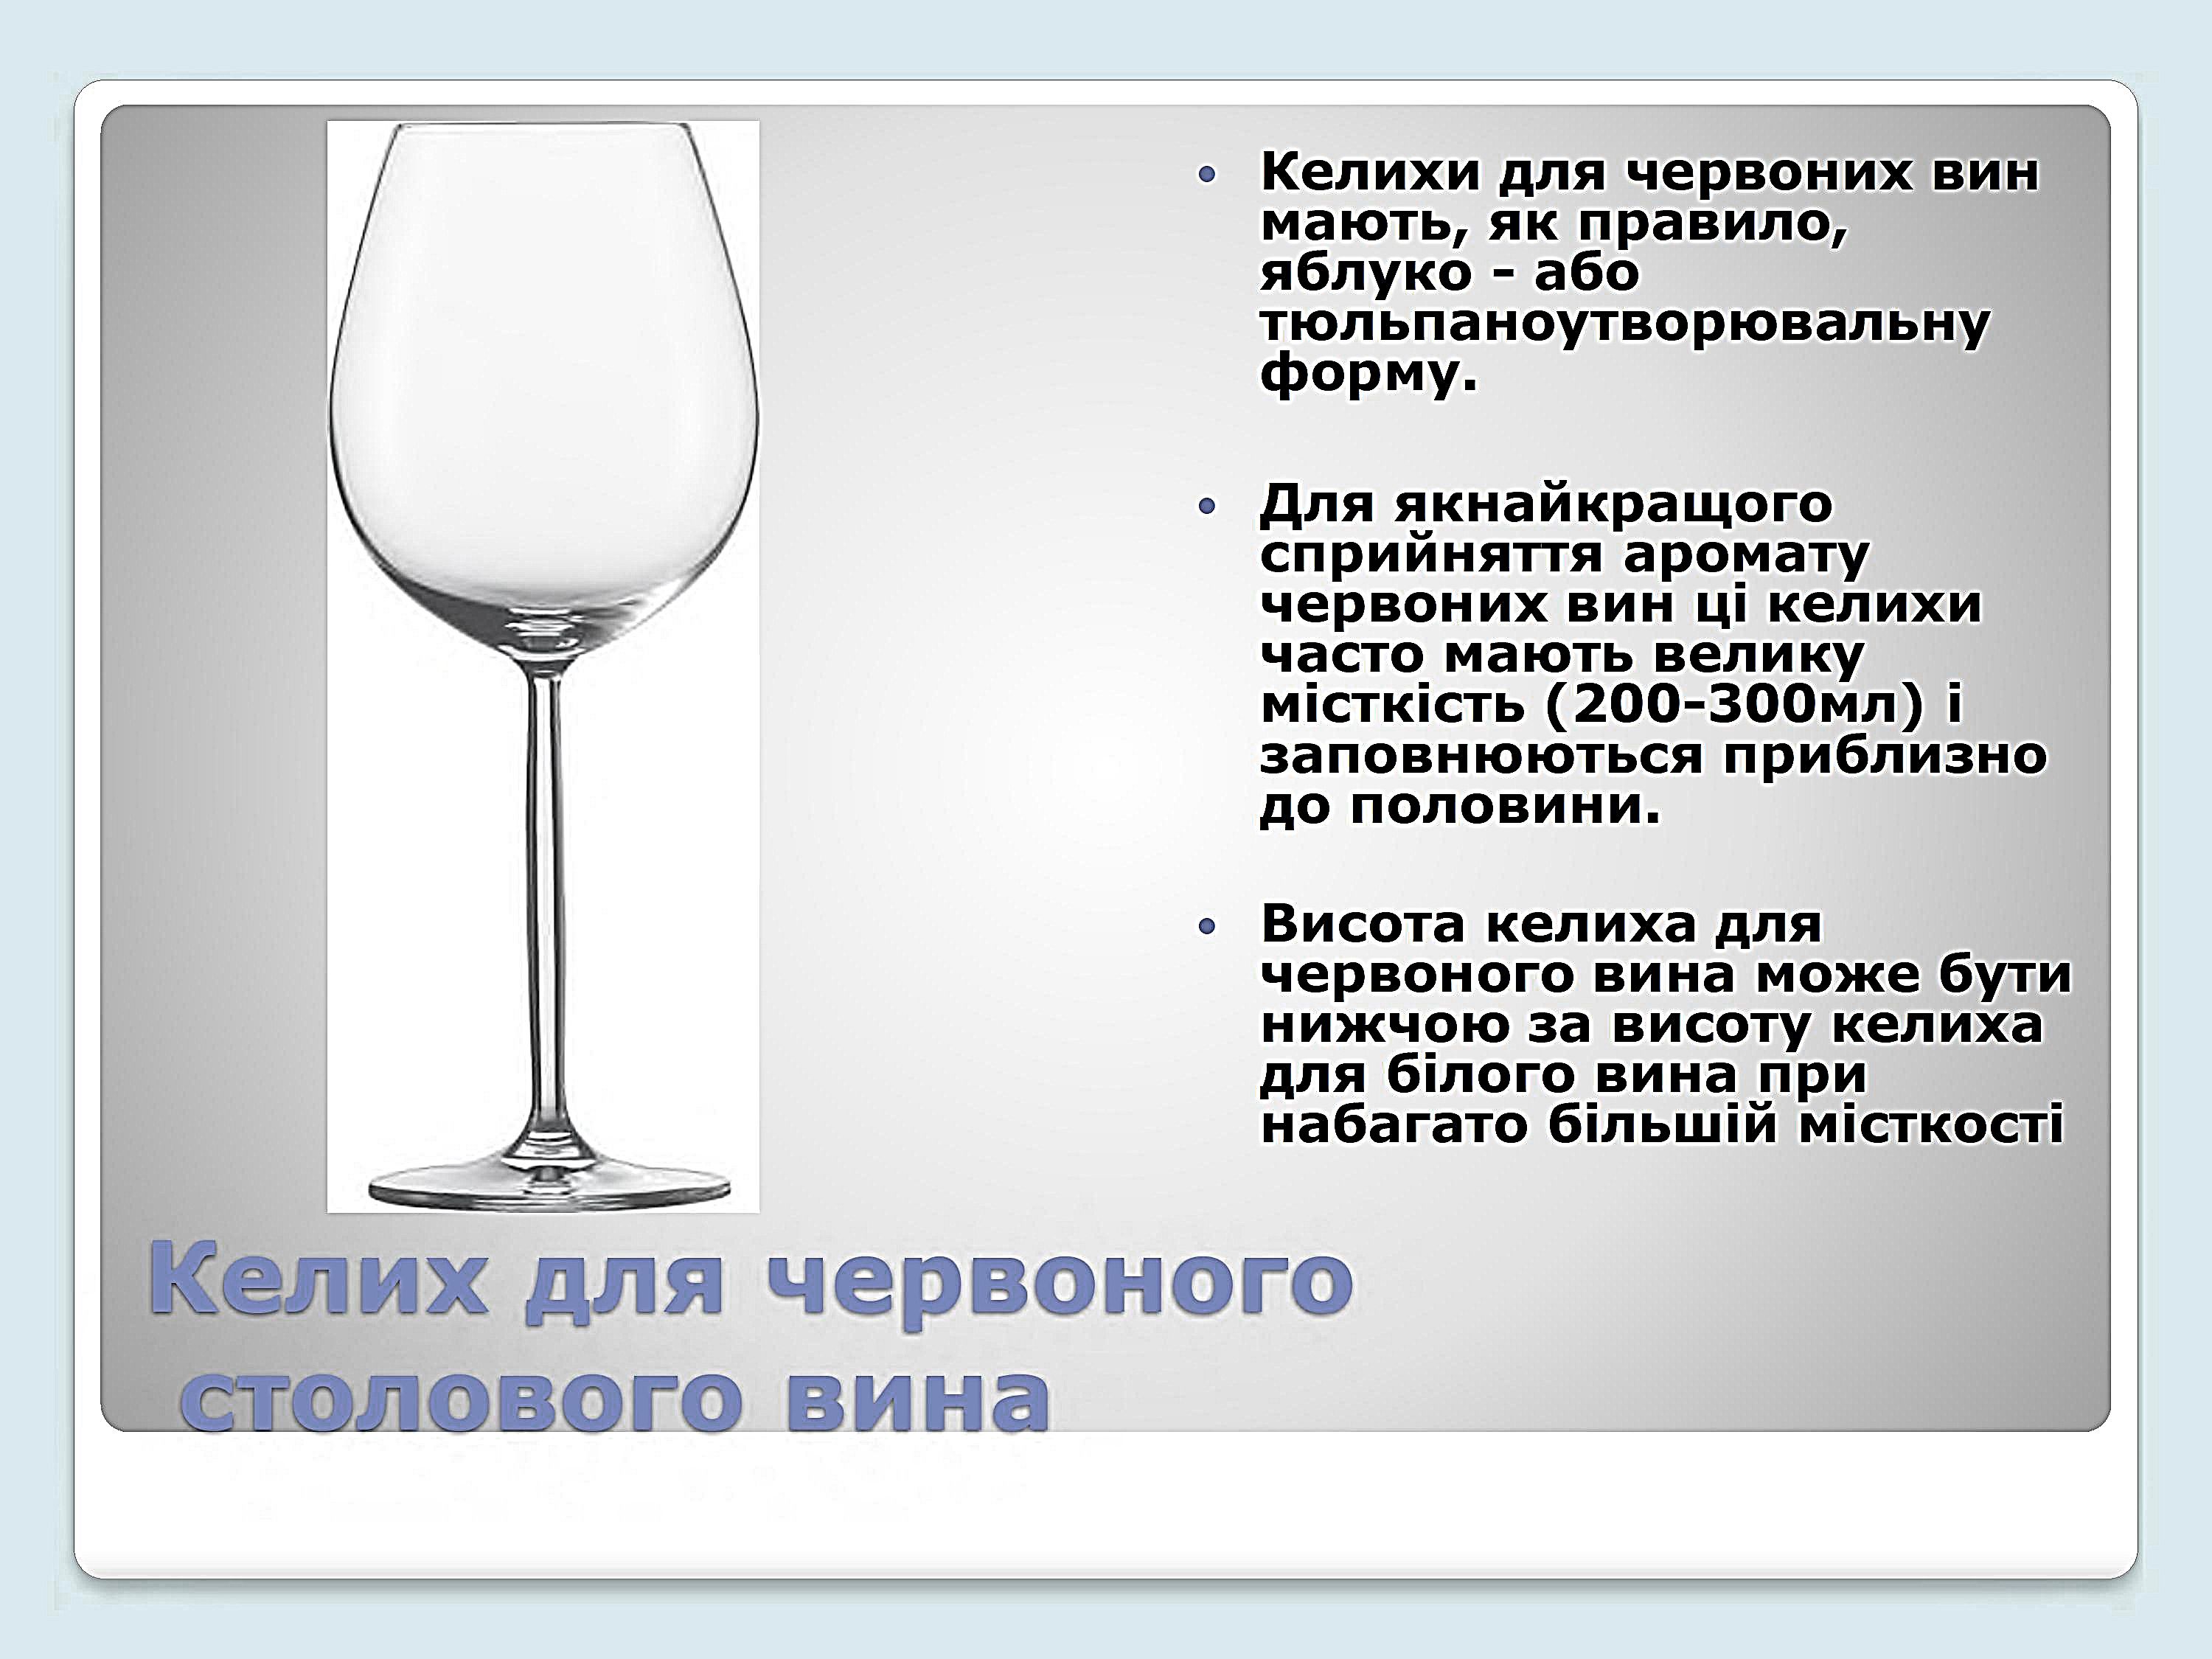 Келихи для червоних вин
мають, як правило,
яблуко - або
тюльпаноутворювальну
форму.
Для якнайкращого
сприйняття аромату
червоних вин ці келихи
часто мають велику
місткість (200-300мл) і
заповнюються приблизно
до половини.
Висота келиха для
червоного вина може бути
нижчою за висоту келиха
для білого вина при
набагато більшій місткості
Келих для червоного
столового вина